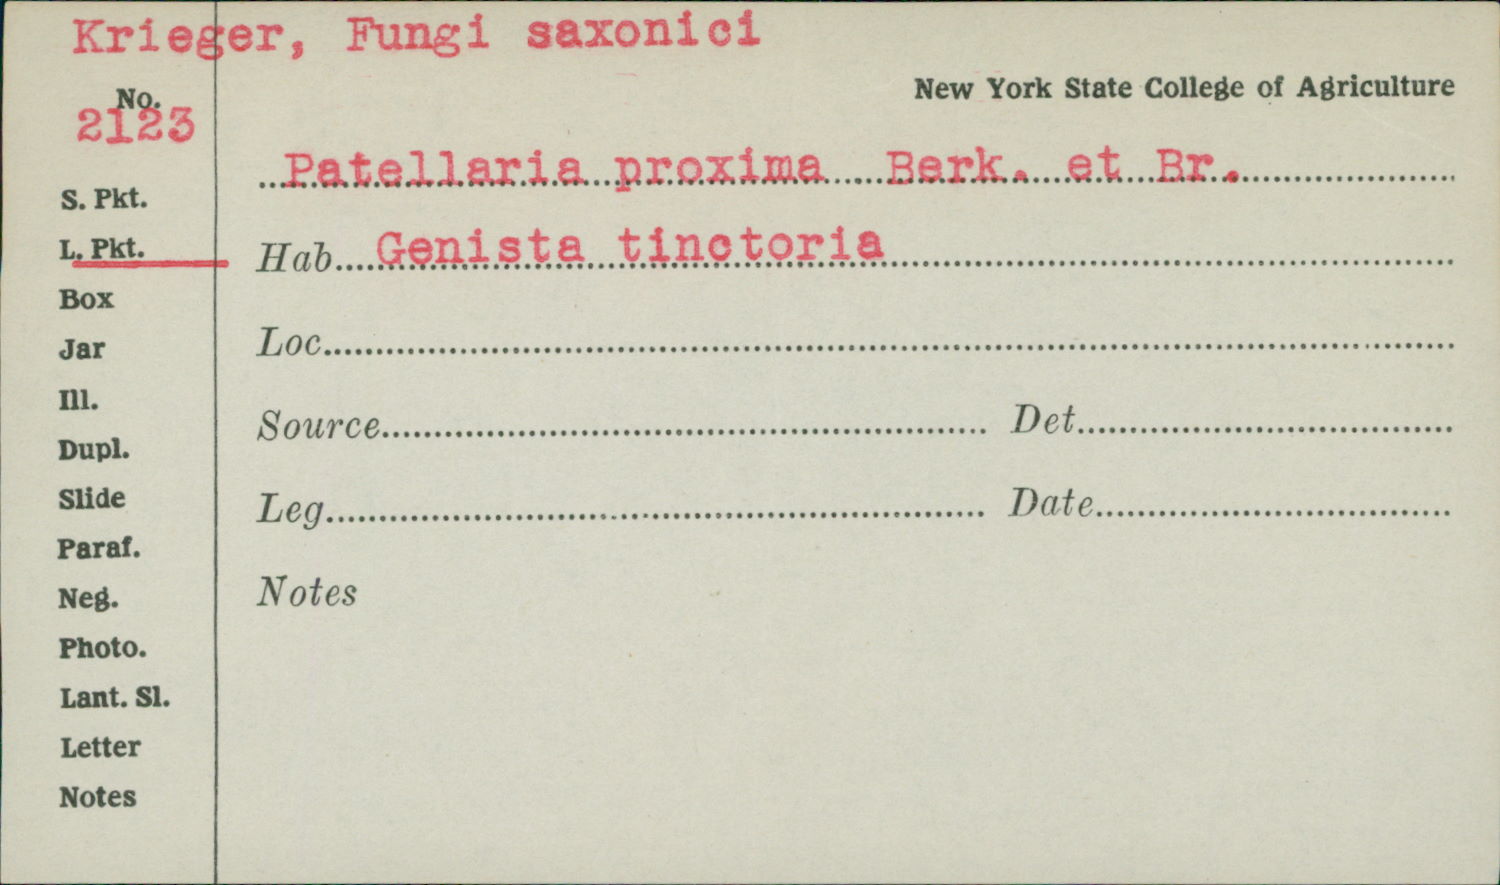 Krieger, Fungi saxonici
New York State College of Agriculture
No.
2123
Patellaria proxima Berk. et Br.
S. Pkt.
L. Pkt.
Box
Jar
Ill.
Dupl.
Slide
Paraf.
Neg.
Photo.
Lant. Sl.
Letter
Notes
Hab. Genista tinctoria
Loc.
Source Det.
Leg. Date
Notes